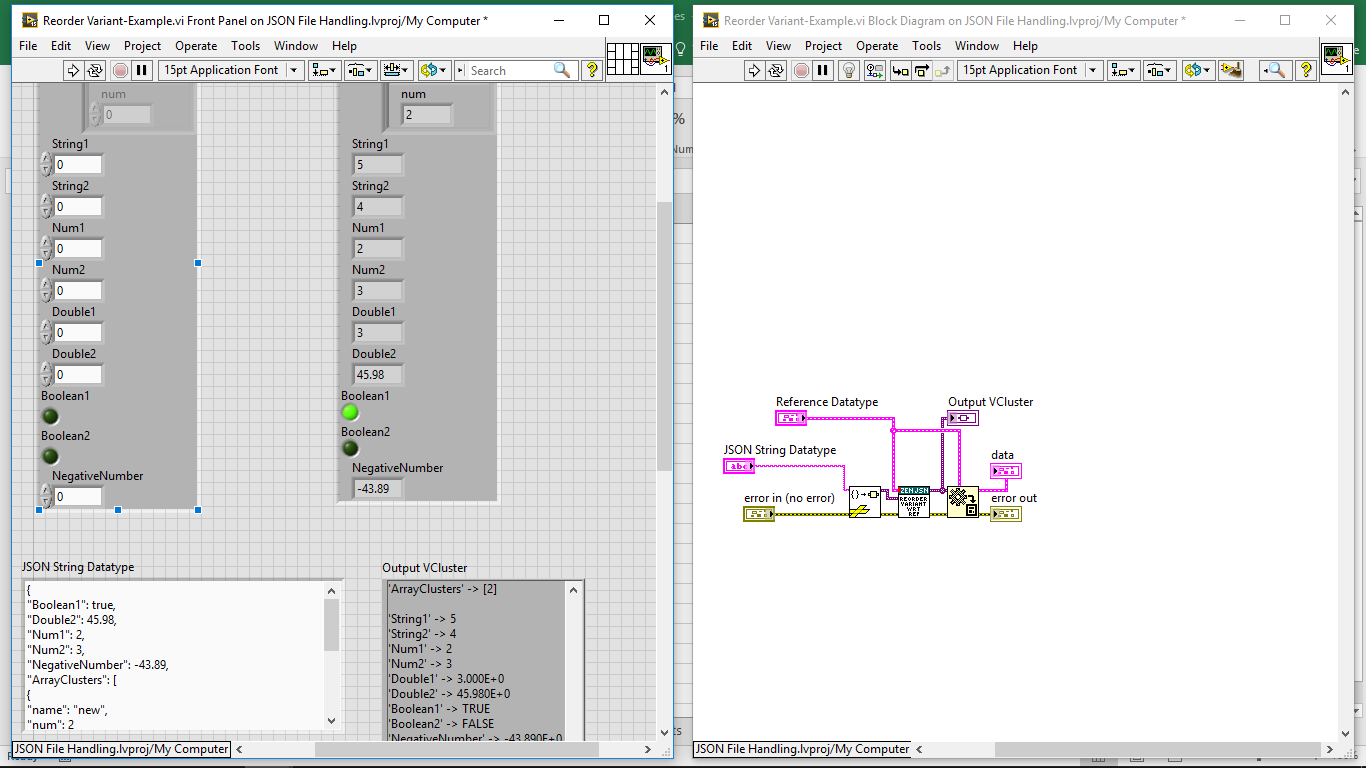 Reorder Variant-Example.vi Front Panel on JSON File Handling.lvproj/My Computer *
File Edit View Project Operate Tools Window Help
15pt Application Font
Search
num
0
String1
0
String2
0
Num1
0
Num2
0
Double1
0
Double2
0
Boolean1
Boolean2
NegativeNumber
0
num
2
String1
5
String2
4
Num1
2
Num2
3
Double1
3
Double2
45.98
Boolean1
Boolean2
NegativeNumber
-43.89
JSON String Datatype
{
"Boolean1": true,
"Double2": 45.98,
"Num1": 2,
"Num2": 3,
"NegativeNumber": -43.89,
"ArrayClusters": [
{
"name": "new",
"num": 2
Output VCluster
'ArrayClusters' -> [2]
'String1' -> 5
'String2' -> 4
'Num1' -> 2
'Num2' -> 3
'Double1' -> 3.000E+0
'Double2' -> 45.980E+0
'Boolean1' -> TRUE
'Boolean2' -> FALSE
'NegativeNumber' -> -43.890E+0
JSON File Handling.lvproj/My Computer
Reorder Variant-Example.vi Block Diagram on JSON File Handling.lvproj/My Computer *
File Edit View Project Operate Tools Window Help
15pt Application Font
Reference Datatype
Output VCluster
JSON String Datatype
abc
data
error in (no error)
REORDER
VARIANT
WRT
REF
error out
JSON File Handling.lvproj/My Computer